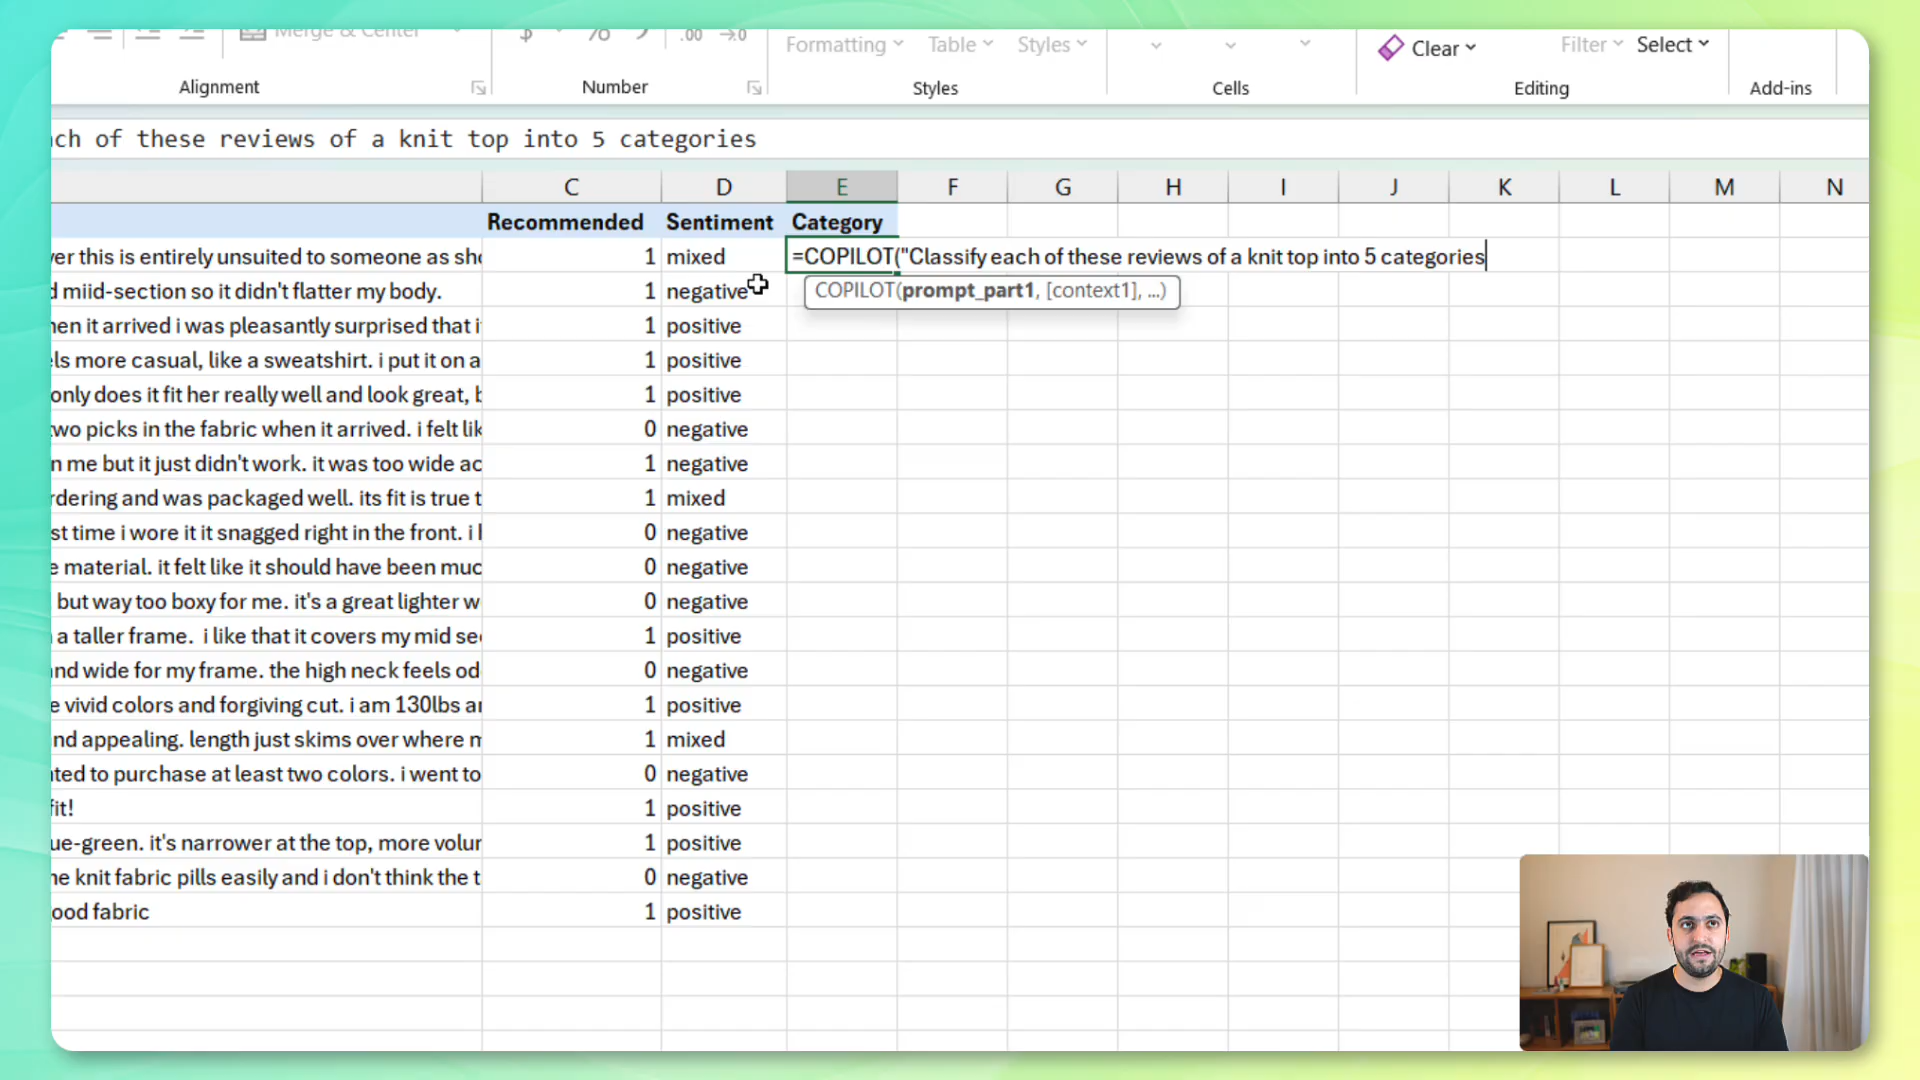 Merge & Center
$ % .00 →.0
Formatting Table Styles
Clear Filter Select
Alignment Number Styles Cells Editing Add-ins
ch of these reviews of a knit top into 5 categories
C D E F G H I J K L M N
Recommended Sentiment Category
er this is entirely unsuited to someone as sho 1 mixed =COPILOT("Classify each of these reviews of a knit top into 5 categories
d miid-section so it didn't flatter my body. 1 negative COPILOT(prompt_part1, [context1], ...)
hen it arrived i was pleasantly surprised that i 1 positive
ls more casual, like a sweatshirt. i put it on a 1 positive
only does it fit her really well and look great, b 1 positive
two picks in the fabric when it arrived. i felt lik 0 negative
n me but it just didn't work. it was too wide ac 1 negative
rdering and was packaged well. its fit is true t 1 mixed
st time i wore it it snagged right in the front. i 0 negative
e material. it felt like it should have been muc 0 negative
but way too boxy for me. it's a great lighter w 0 negative
a taller frame. i like that it covers my mid sec 1 positive
and wide for my frame. the high neck feels od 0 negative
e vivid colors and forgiving cut. i am 130lbs a 1 positive
nd appealing. length just skims over where m 1 mixed
ted to purchase at least two colors. i went to 0 negative
fit! 1 positive
ue-green. it's narrower at the top, more volu 1 positive
he knit fabric pills easily and i don't think the t 0 negative
ood fabric 1 positive